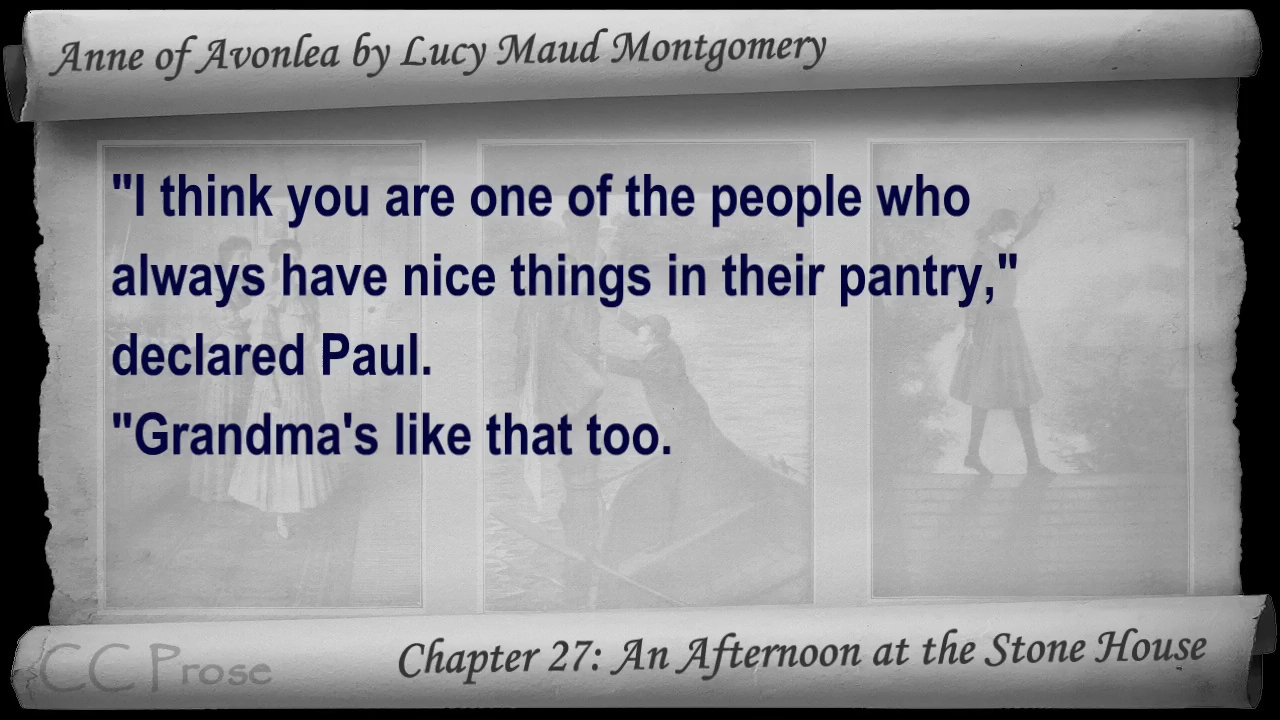 Anne of Avonlea by Lucy Maud Montgomery
"I think you are one of the people who
always have nice things in their pantry,"
declared Paul.
"Grandma's like that too.
CC Prose
Chapter 27: An Afternoon at the Stone House